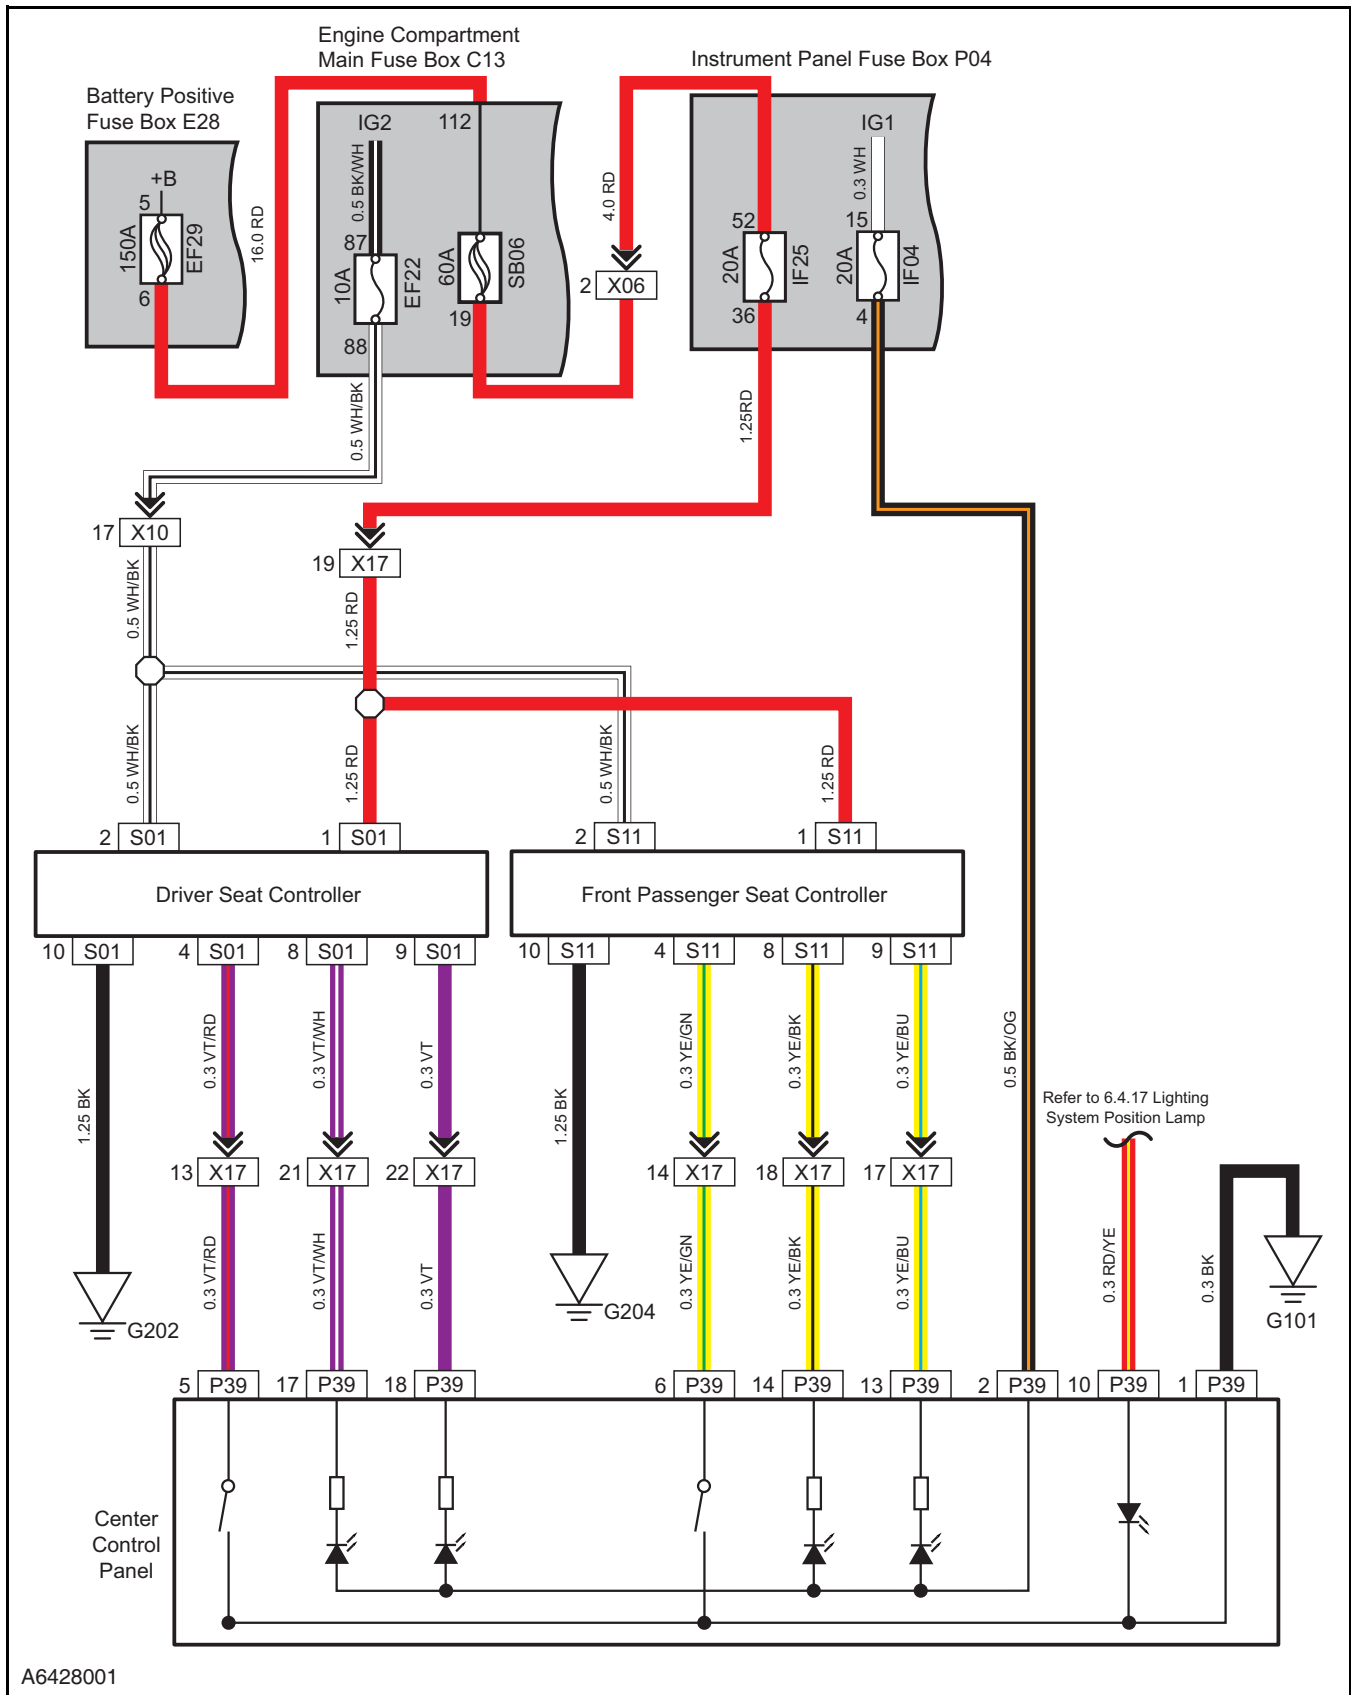 Engine Compartment
Main Fuse Box C13
Instrument Panel Fuse Box P04
Battery Positive
Fuse Box E28
IG2
112
IG1
+B
5
150A
EF29
6
16.0 RD
0.5 BK/WH
87
10A
EF22
88
60A
SB06
19
4.0 RD
2 X06
52
20A
IF25
36
0.3 WH
15
20A
IF04
4
0.5 WH/BK
1.25RD
17 X10
19 X17
0.5 WH/BK
1.25 RD
0.5 WH/BK
1.25 RD
0.5 WH/BK
1.25 RD
2 S01
1 S01
2 S11
1 S11
Driver Seat Controller
Front Passenger Seat Controller
10 S01
4 S01
8 S01
9 S01
10 S11
4 S11
8 S11
9 S11
1.25 BK
0.3 VT/RD
0.3 VT/WH
0.3 VT
1.25 BK
0.3 YE/GN
0.3 YE/BK
0.3 YE/BU
0.5 BK/OG
Refer to 6.4.17 Lighting
System Position Lamp
13 X17
21 X17
22 X17
14 X17
18 X17
17 X17
0.3 VT/RD
0.3 VT/WH
0.3 VT
0.3 YE/GN
0.3 YE/BK
0.3 YE/BU
0.3 RD/YE
0.3 BK
G202
G204
G101
5 P39
17 P39
18 P39
6 P39
14 P39
13 P39
2 P39
10 P39
1 P39
Center
Control
Panel
A6428001